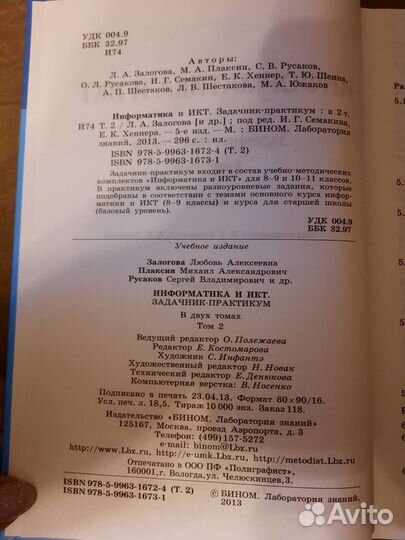 УДК 004.9
ББК 32.97
И74
Авторы:
Л. А. Залогова, М. А. Плаксин, С. В. Русаков,
О. Л. Русакова, И. Г. Семакин, Е. К. Хеннер, Т. Ю. Шеина,
А. П. Шестаков, Л. В. Шестакова, М. А. Южаков
Информатика и ИКТ. Задачник-практикум : в 2 т.
И74 Т. 2 / Л. А. Залогова [и др.] ; под ред. И. Г. Семакина,
Е. К. Хеннера. — 5-е изд. — М. : БИНОМ. Лаборатория
знаний, 2013. — 296 с. : ил.
ISBN 978-5-9963-1672-4 (Т. 2)
ISBN 978-5-9963-1673-1
Задачник-практикум входит в состав учебно-методических
комплектов «Информатика и ИКТ» для 8–9 и 10–11 классов.
В практикум включены разноуровневые задания, которые
подобраны в соответствии с темами основного курса инфор-
матики и ИКТ (8–9 классы) и курса для старшей школы
(базовый уровень).
УДК 004.9
ББК 32.97
Учебное издание
Залогова Любовь Алексеевна
Плаксин Михаил Александрович
Русаков Сергей Владимирович и др.
ИНФОРМАТИКА И ИКТ.
ЗАДАЧНИК-ПРАКТИКУМ
В двух томах
Том 2
Ведущий редактор О. Полежаева
Редактор Е. Костомарова
Художник С. Инфантэ
Художественный редактор Н. Новак
Технический редактор Е. Денюкова
Компьютерная верстка: В. Носенко
Подписано в печать 23.04.13. Формат 60×90/16.
Усл. печ. л. 18,5. Тираж 10 000 экз. Заказ 118.
Издательство «БИНОМ. Лаборатория знаний»
125167, Москва, проезд Аэропорта, д. 3
Телефон: (499) 157-5272
e-mail: binom@Lbz.ru
http://www.Lbz.ru, http://e-umk.Lbz.ru, http://metodist.Lbz.ru
Отпечатано в ООО ПФ «Полиграфист»,
160001, г. Вологда, ул. Челюскинцев, 3.
ISBN 978-5-9963-1672-4 (Т. 2)
ISBN 978-5-9963-1673-1
© БИНОМ. Лаборатория знаний,
2013
Avito